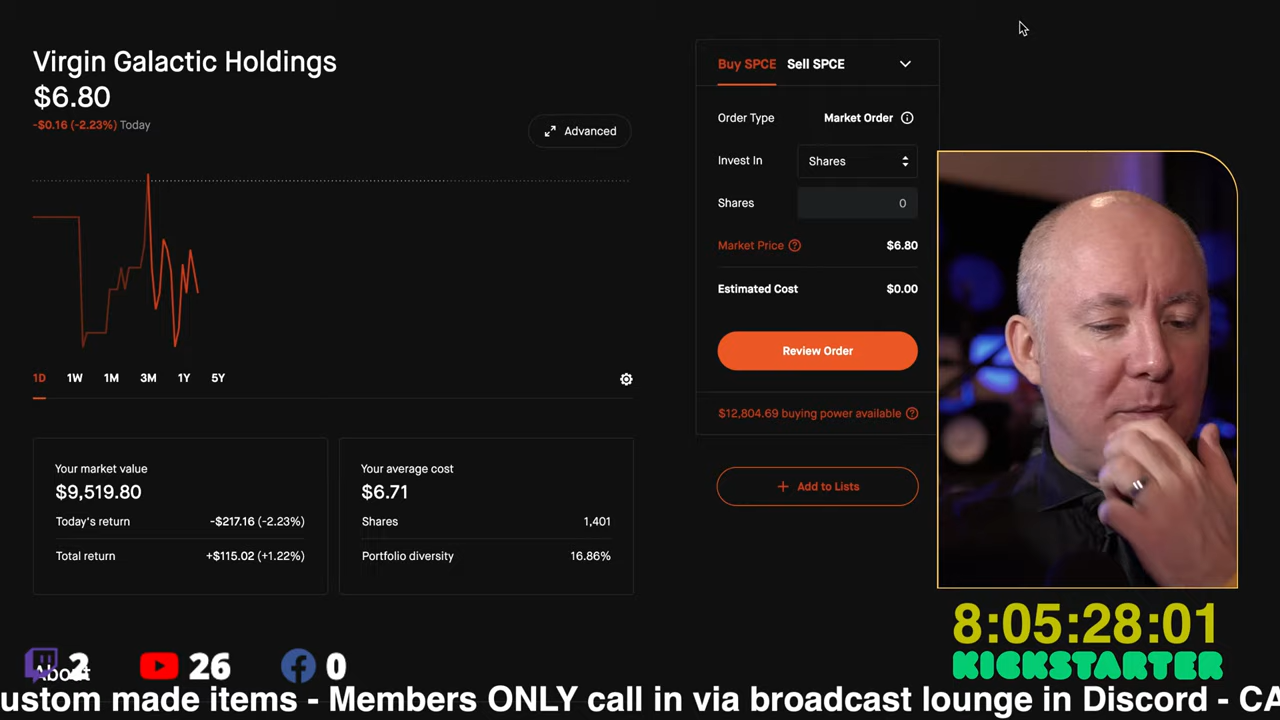 Virgin Galactic Holdings
$6.80
-$0.16 (-2.23%) Today
Advanced
1D 1W 1M 3M 1Y 5Y
Buy SPCE Sell SPCE
Order Type Market Order
Invest In Shares
Shares 0
Market Price $6.80
Estimated Cost $0.00
Review Order
$12,804.69 buying power available
+ Add to Lists
Your market value
$9,519.80
Today's return -$217.16 (-2.23%)
Total return +$115.02 (+1.22%)
Your average cost
$6.71
Shares 1,401
Portfolio diversity 16.86%
8:05:28:01
KICKSTARTER
About
2 26 0
ustom made items - Members ONLY call in via broadcast lounge in Discord - CA